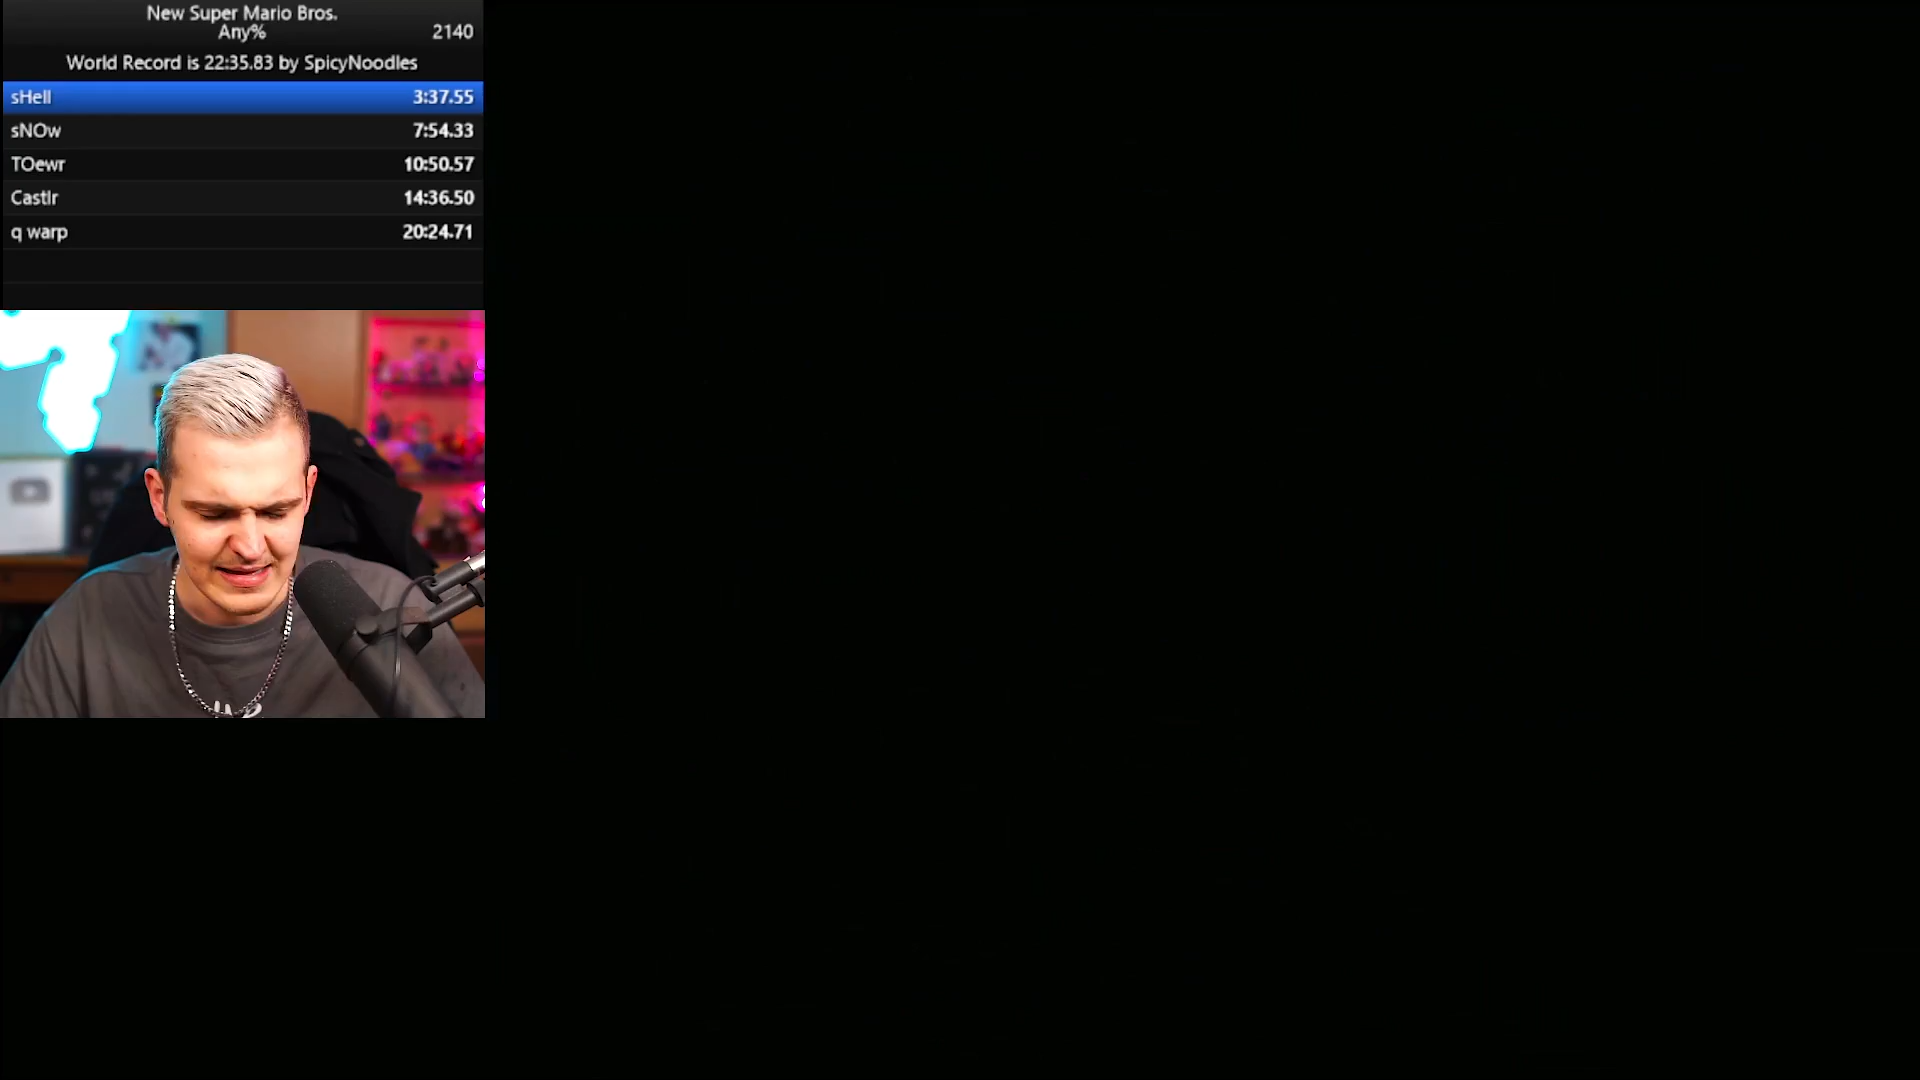 New Super Mario Bros.
Any%
2140
World Record is 22:35.83 by SpicyNoodles
sHell 3:37.55
sNOw 7:54.33
TOewr 10:50.57
Castlr 14:36.50
q warp 20:24.71